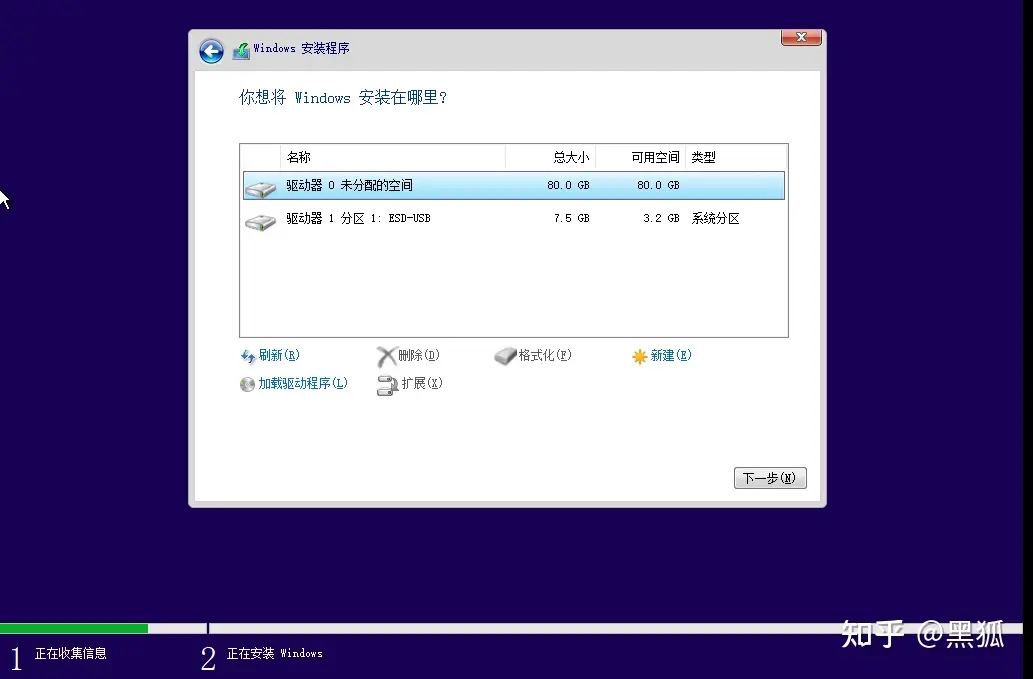 Windows 安装程序
你想将 Windows 安装在哪里?
名称 总大小 可用空间 类型
驱动器 0 未分配的空间 80.0 GB 80.0 GB
驱动器 1 分区 1: ESD-USB 7.5 GB 3.2 GB 系统分区
刷新(R) 删除(D) 格式化(F) 新建(E)
加载驱动程序(L) 扩展(X)
下一步(N)
知乎 @黑狐
1 正在收集信息 2 正在安装 Windows